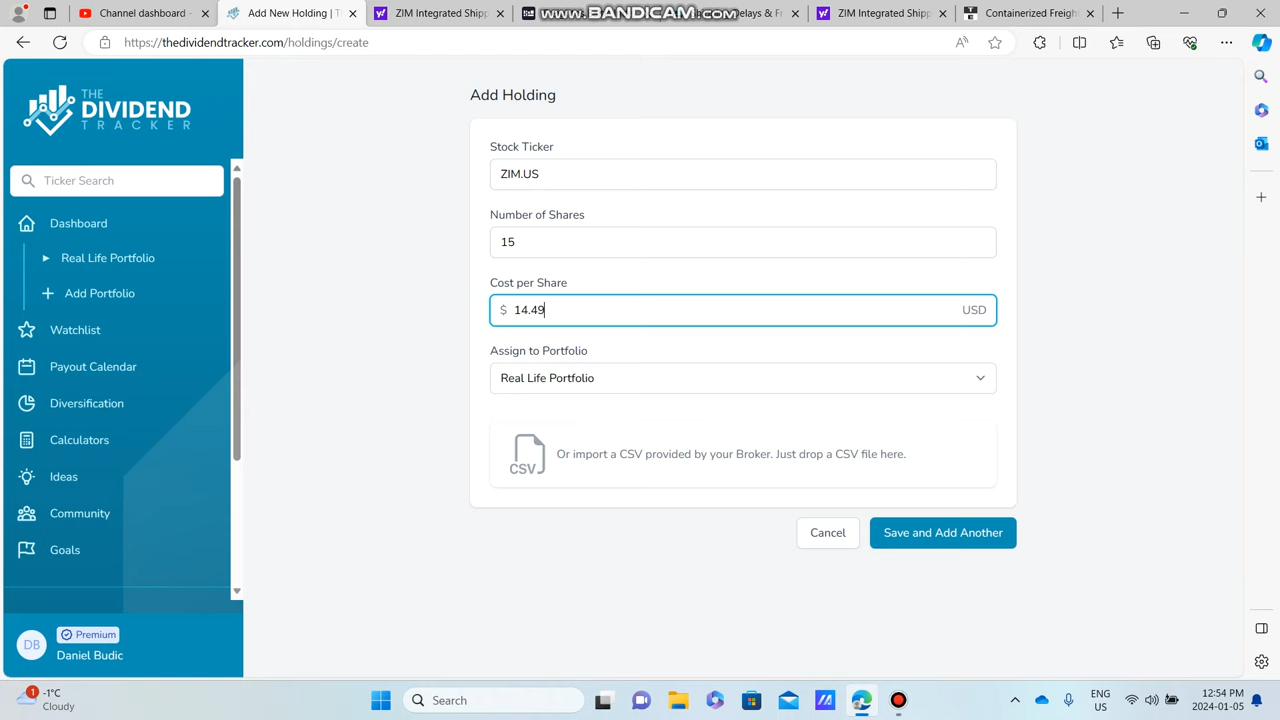 Channel dashboard -
Add New Holding | T
ZIM Integrated Shipp
www.BANDICAM.com
elays &
ZIM Integrated Shipp
Containerized Freigh
https://thedividendtracker.com/holdings/create
THE
DIVIDEND
TRACKER
Ticker Search
Dashboard
Real Life Portfolio
Add Portfolio
Watchlist
Payout Calendar
Diversification
Calculators
Ideas
Community
Goals
DB
Premium
Daniel Budic
Add Holding
Stock Ticker
ZIM.US
Number of Shares
15
Cost per Share
$ 14.49 USD
Assign to Portfolio
Real Life Portfolio
CSV
Or import a CSV provided by your Broker. Just drop a CSV file here.
Cancel
Save and Add Another
1
-1°C
Cloudy
Search
ENG
US
12:54 PM
2024-01-05